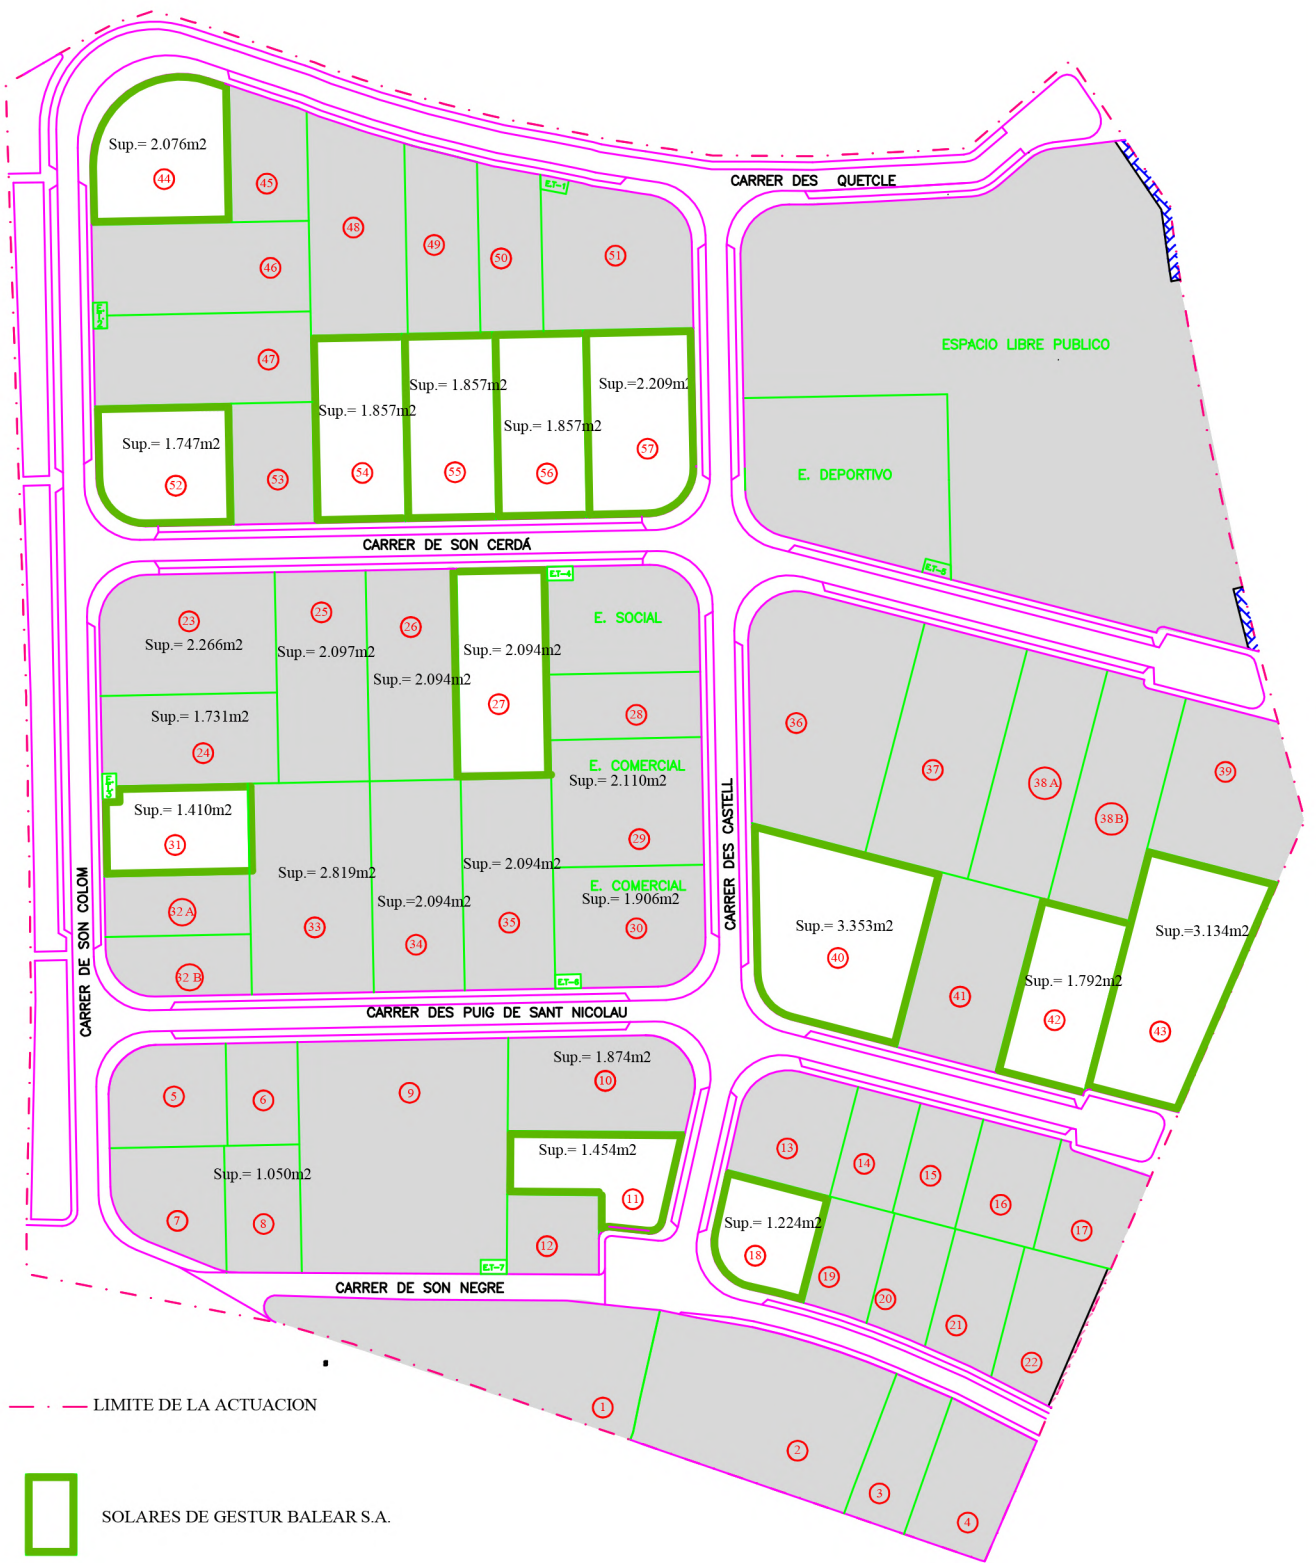 Sup.= 2.076m2
44
45
46
47
48
49
50
E.T-1
51
CARRER DES QUETCLE
ESPACIO LIBRE PUBLICO
E. DEPORTIVO
E.T-5
Sup.= 1.747m2
52
53
Sup.= 1.857m2
54
Sup.= 1.857m2
55
Sup.= 1.857m2
56
Sup.=2.209m2
57
CARRER DE SON CERDÁ
23
Sup.= 2.266m2
Sup.= 1.731m2
24
25
Sup.= 2.097m2
26
Sup.= 2.094m2
Sup.= 2.094m2
27
E.T-4
E. SOCIAL
28
E. COMERCIAL
Sup.= 2.110m2
29
E. COMERCIAL
Sup.= 1.906m2
30
Sup.= 1.410m2
31
32 A
32 B
Sup.= 2.819m2
33
Sup.=2.094m2
34
Sup.= 2.094m2
35
E.T-6
CARRER DE SON COLOM
CARRER DES CASTELL
36
37
38 A
38 B
39
Sup.= 3.353m2
40
41
Sup.= 1.792m2
42
Sup.=3.134m2
43
CARRER DES PUIG DE SANT NICOLAU
5
6
7
Sup.= 1.050m2
8
9
Sup.= 1.874m2
10
Sup.= 1.454m2
11
12
E.T-7
CARRER DE SON NEGRE
13
14
15
16
17
Sup.= 1.224m2
18
19
20
21
22
1
2
3
4
LIMITE DE LA ACTUACION
SOLARES DE GESTUR BALEAR S.A.